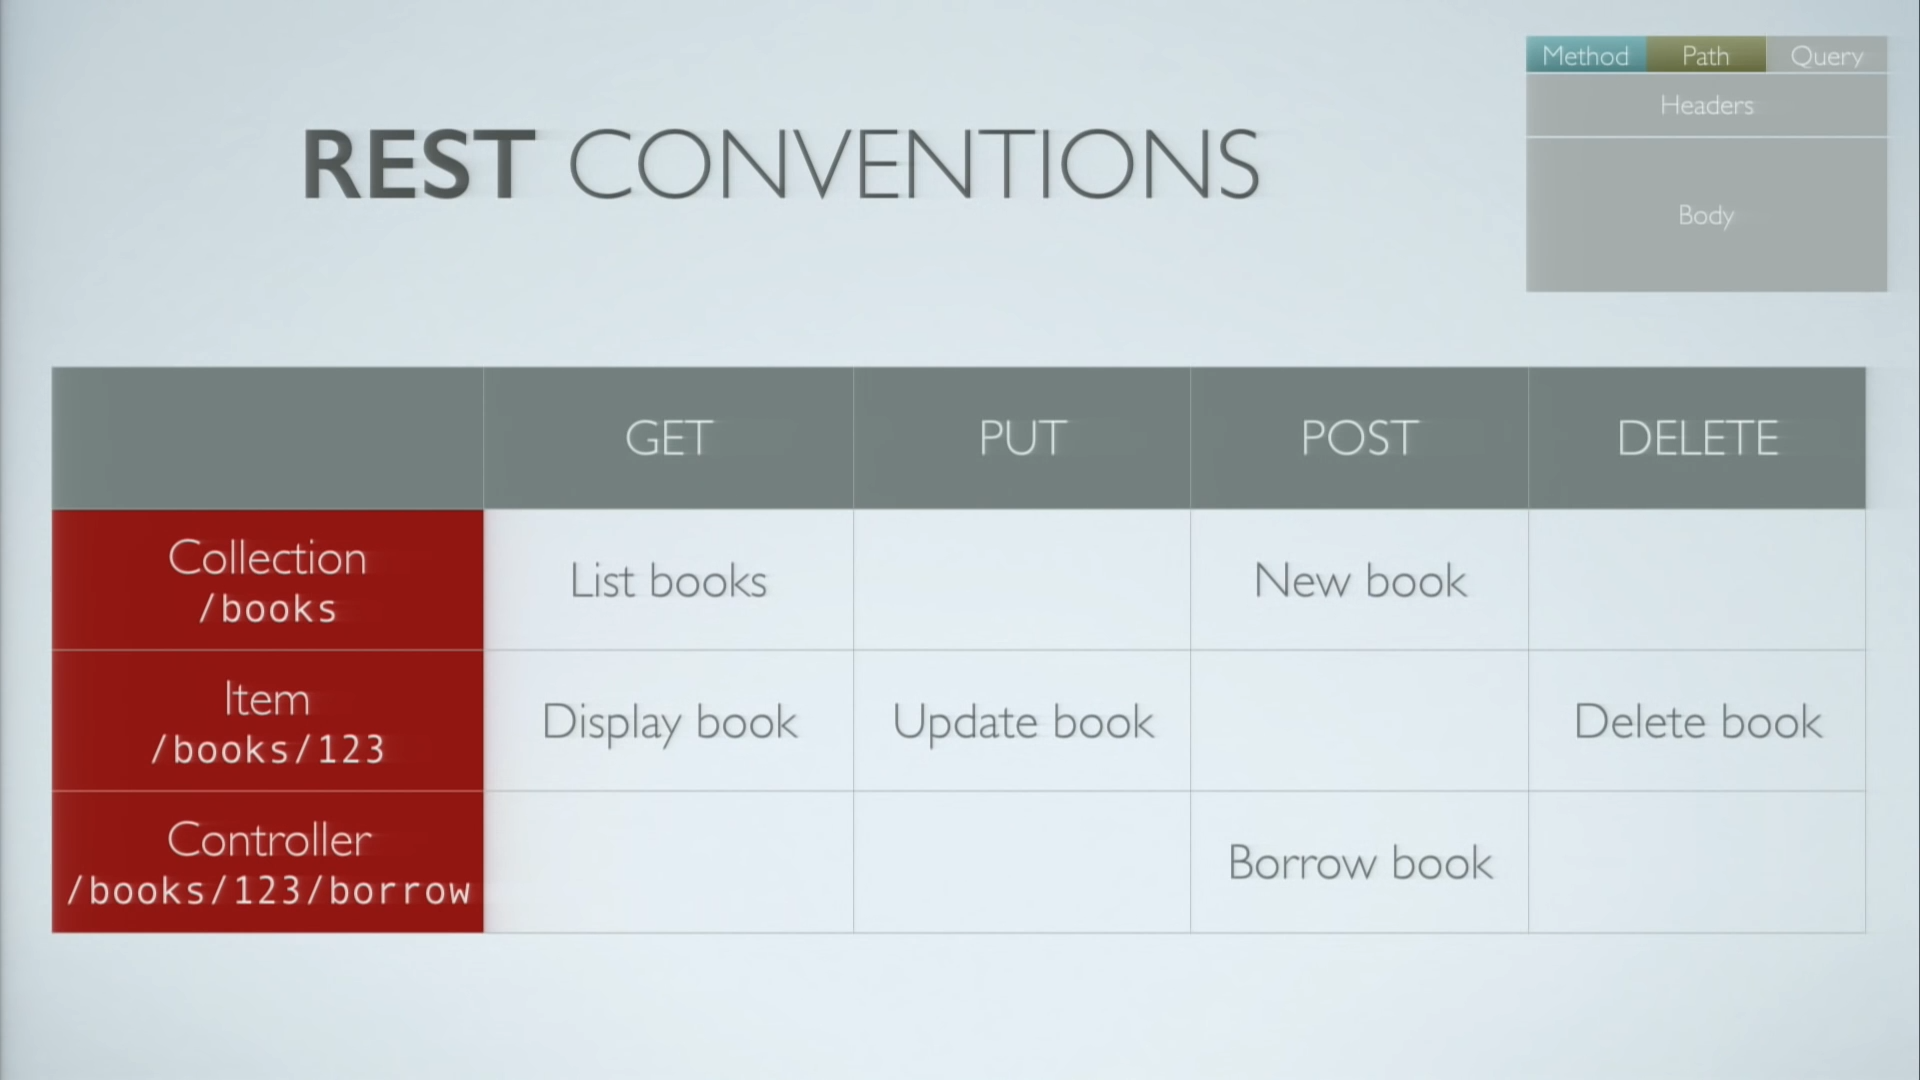 Method Path Query
Headers
Body
REST CONVENTIONS
GET PUT POST DELETE
Collection
/books
List books New book
Item
/books/123
Display book Update book Delete book
Controller
/books/123/borrow
Borrow book